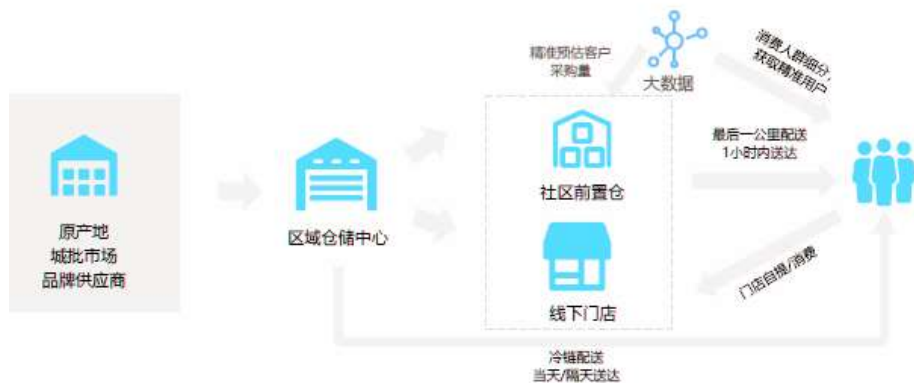 精准预估客户
采购量
大数据
消费人群细分，
获取精准用户
原产地
城批市场
品牌供应商
区域仓储中心
社区前置仓
最后一公里配送
1小时内送达
线下门店
门店自提/消费
冷链配送
当天/隔天送达